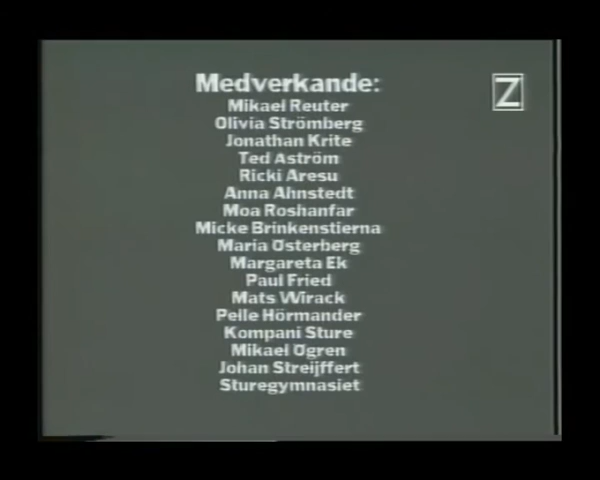 Medverkande:
Z
Mikael Reuter
Olivia Strömberg
Jonathan Krite
Ted Aström
Ricki Aresu
Anna Ahnstedt
Moa Roshanfar
Micke Brinkenstierna
Maria Österberg
Margareta Ek
Paul Fried
Mats Wirack
Pelle Hörmander
Kompani Sture
Mikael Ögren
Johan Streijffert
Sturegymnasiet